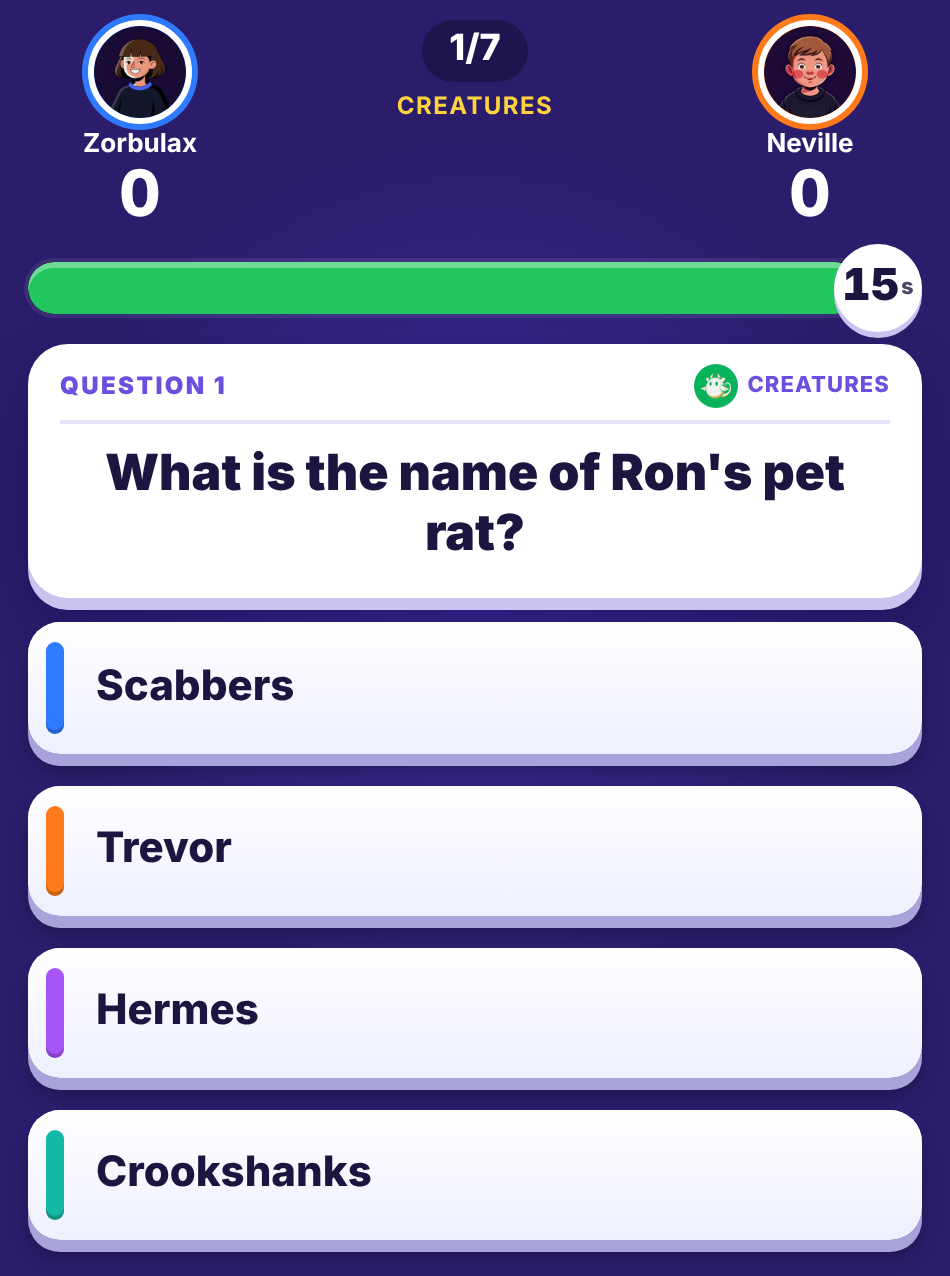 1/7
CREATURES
Zorbulax
Neville
0
0
15s
QUESTION 1
CREATURES
What is the name of Ron's pet
rat?
Scabbers
Trevor
Hermes
Crookshanks